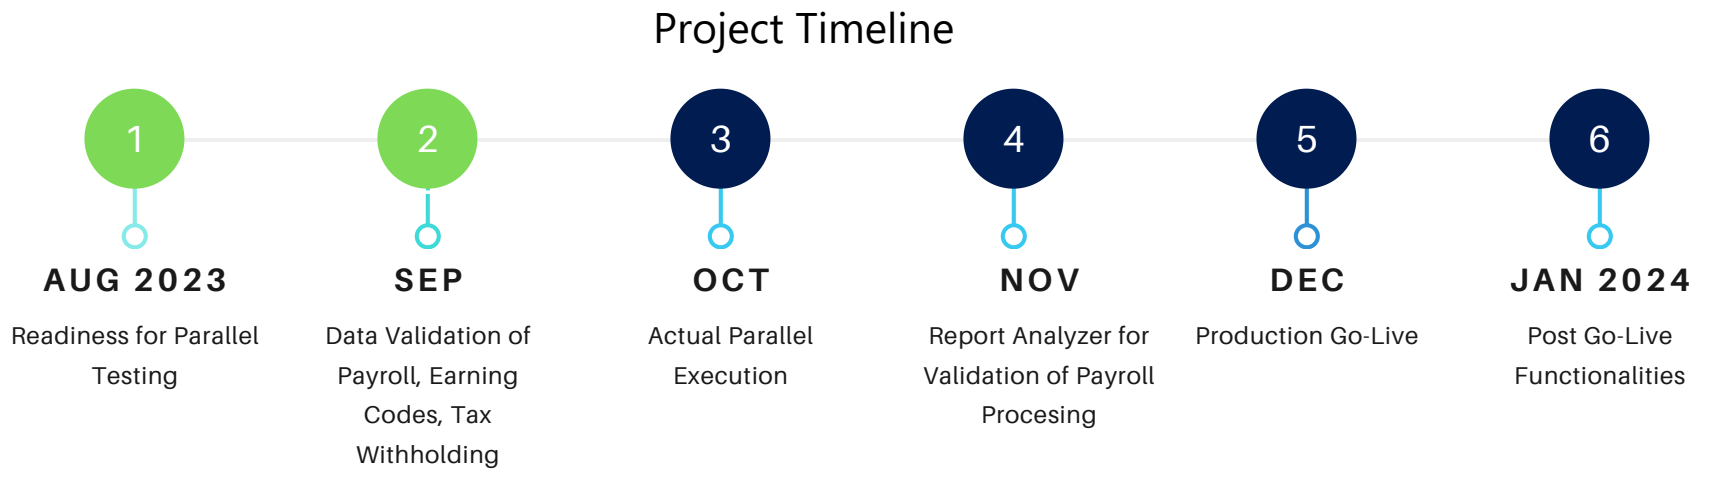 Project Timeline
1
2
3
4
5
6
AUG 2023
Readiness for Parallel
Testing
SEP
Data Validation of
Payroll, Earning
Codes, Tax
Withholding
OCT
Actual Parallel
Execution
NOV
Report Analyzer for
Validation of Payroll
Procesing
DEC
Production Go-Live
JAN 2024
Post Go-Live
Functionalities